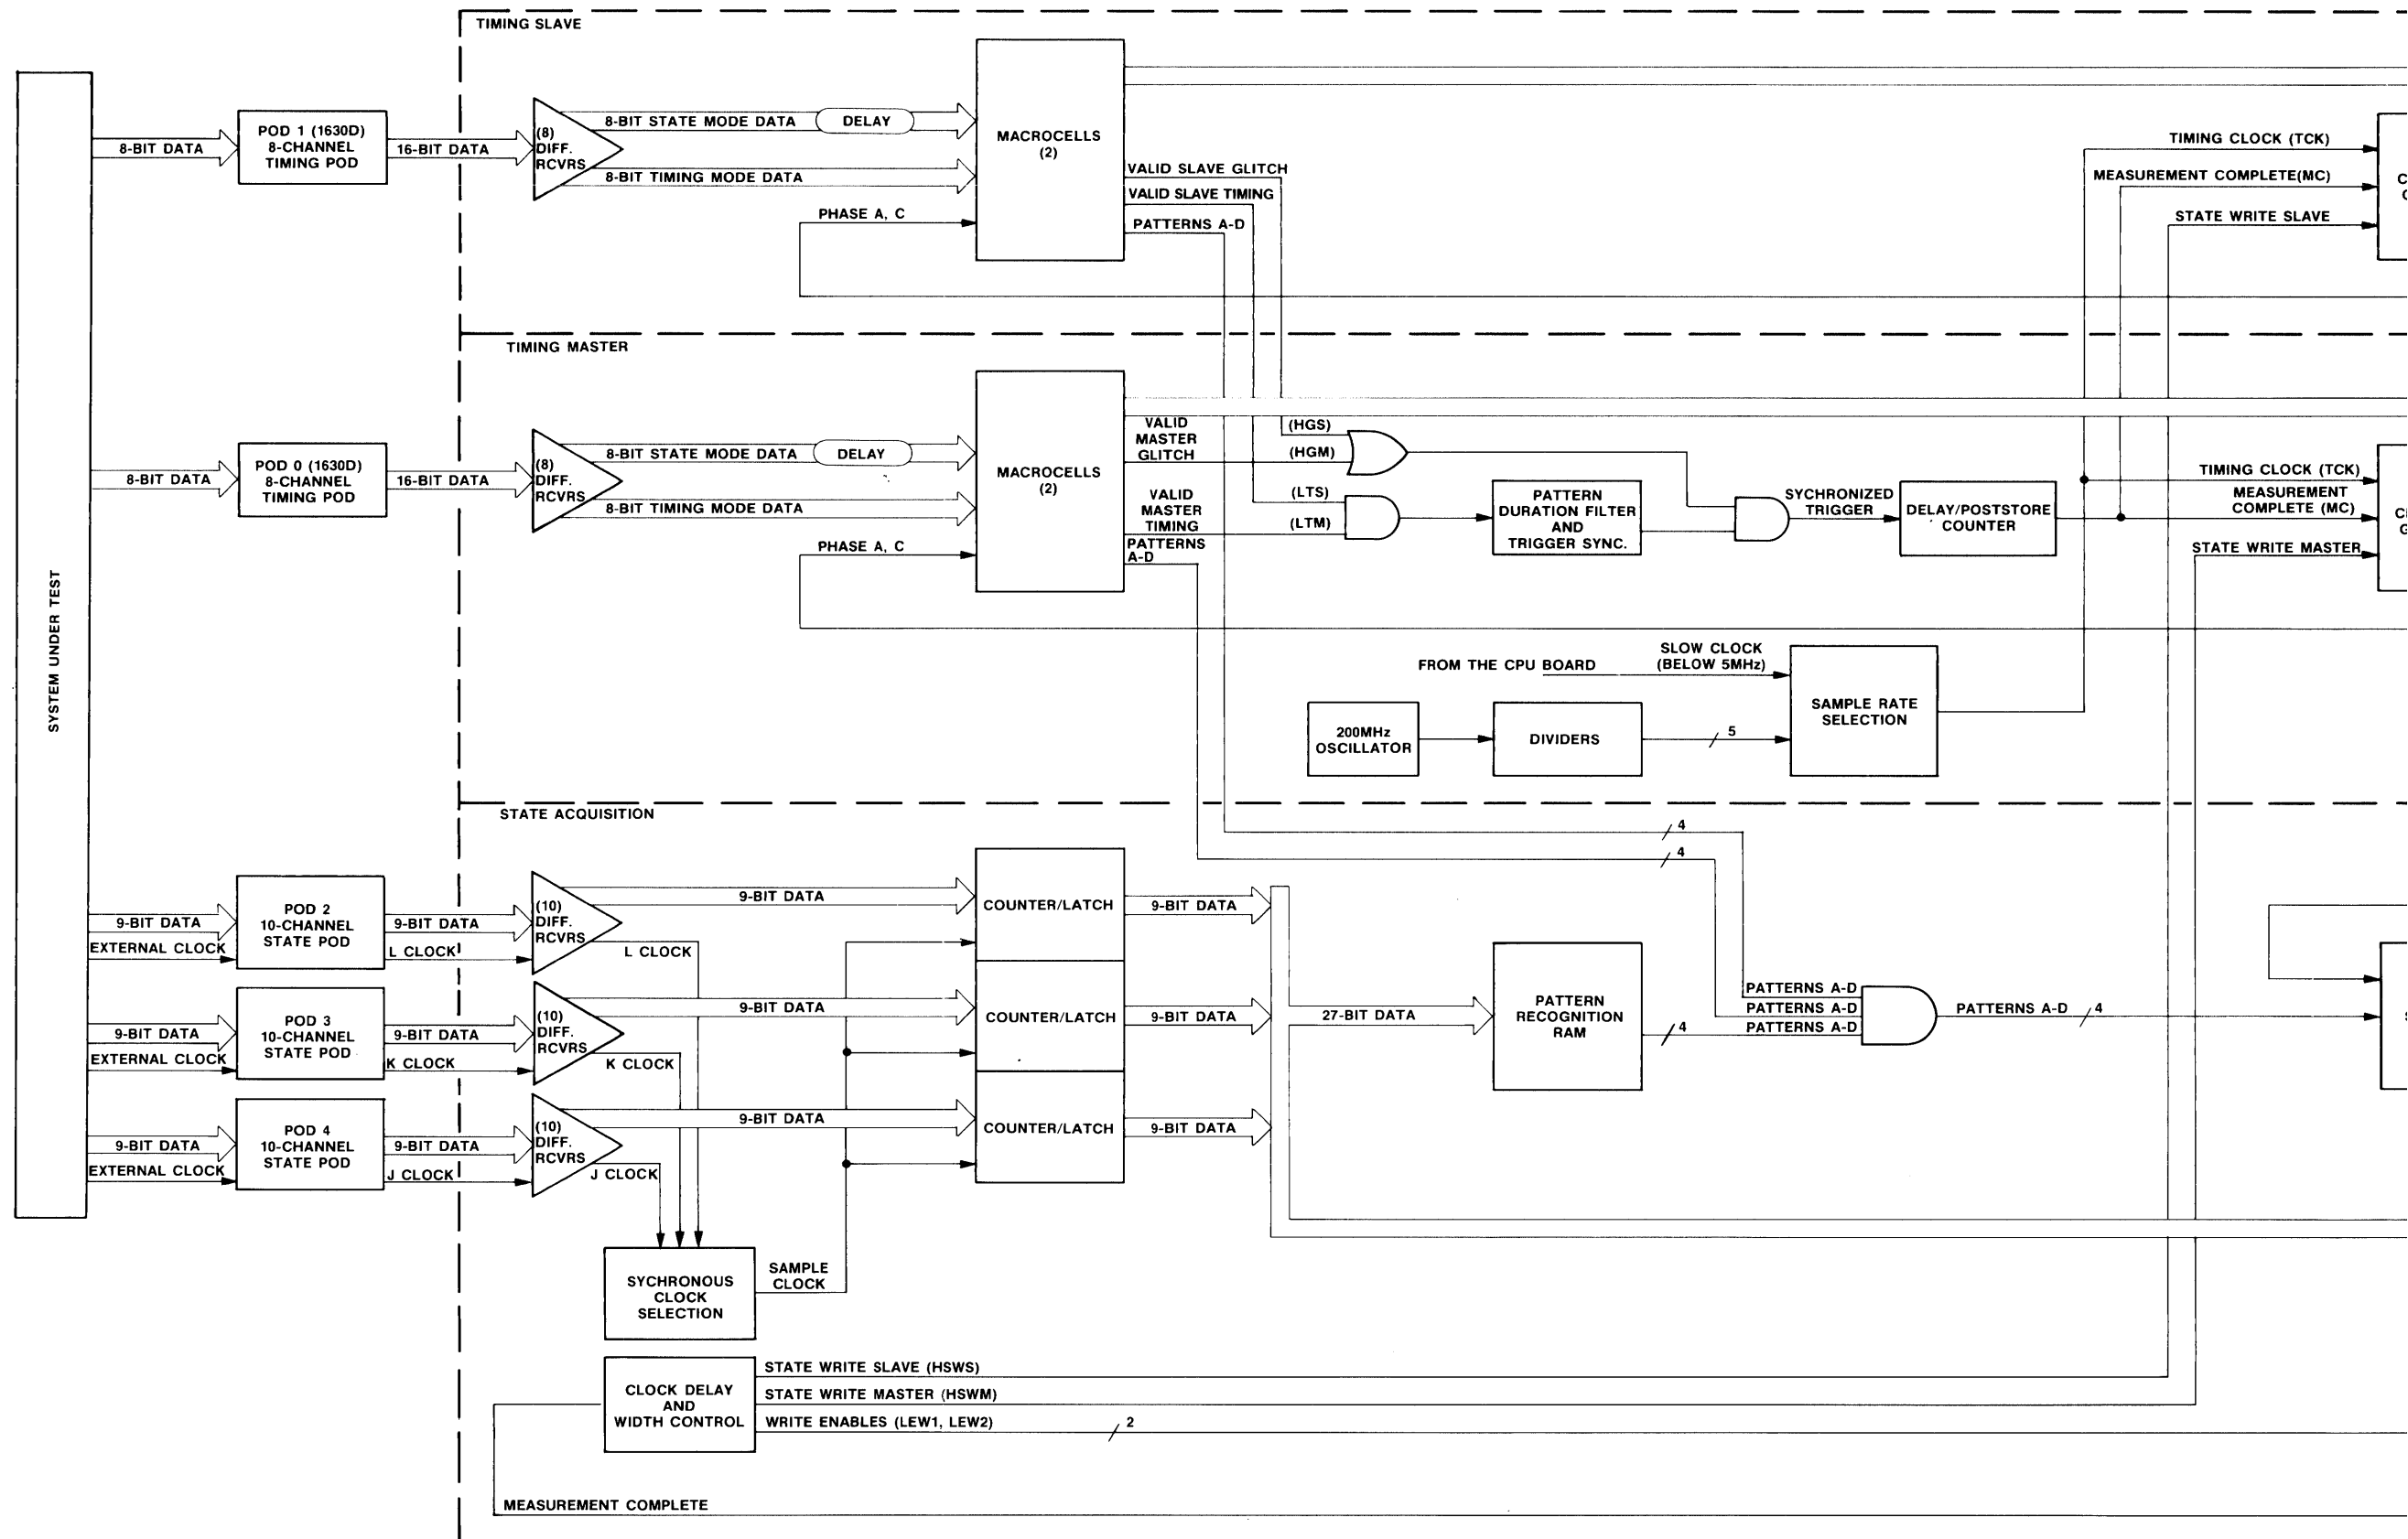 TIMING SLAVE
SYSTEM UNDER TEST
8-BIT DATA
POD 1 (1630D)
8-CHANNEL
TIMING POD
16-BIT DATA
(8)
DIFF.
RCVRS
8-BIT STATE MODE DATA
DELAY
8-BIT TIMING MODE DATA
PHASE A, C
MACROCELLS
(2)
VALID SLAVE GLITCH
VALID SLAVE TIMING
PATTERNS A-D
TIMING CLOCK (TCK)
MEASUREMENT COMPLETE(MC)
STATE WRITE SLAVE
C
TIMING MASTER
8-BIT DATA
POD 0 (1630D)
8-CHANNEL
TIMING POD
16-BIT DATA
(8)
DIFF.
RCVRS
8-BIT STATE MODE DATA
DELAY
8-BIT TIMING MODE DATA
PHASE A, C
MACROCELLS
(2)
VALID
MASTER
GLITCH
VALID
MASTER
TIMING
PATTERNS
A-D
(HGS)
(HGM)
(LTS)
(LTM)
PATTERN
DURATION FILTER
AND
TRIGGER SYNC.
SYCHRONIZED
TRIGGER
DELAY/POSTSTORE
COUNTER
TIMING CLOCK (TCK)
MEASUREMENT
COMPLETE (MC)
STATE WRITE MASTER
FROM THE CPU BOARD
SLOW CLOCK
(BELOW 5MHz)
200MHz
OSCILLATOR
DIVIDERS
5
SAMPLE RATE
SELECTION
STATE ACQUISITION
4
4
9-BIT DATA
EXTERNAL CLOCK
POD 2
10-CHANNEL
STATE POD
9-BIT DATA
L CLOCK
(10)
DIFF.
RCVRS
9-BIT DATA
L CLOCK
COUNTER/LATCH
9-BIT DATA
9-BIT DATA
EXTERNAL CLOCK
POD 3
10-CHANNEL
STATE POD
9-BIT DATA
K CLOCK
(10)
DIFF.
RCVRS
9-BIT DATA
K CLOCK
COUNTER/LATCH
9-BIT DATA
27-BIT DATA
PATTERN
RECOGNITION
RAM
4
PATTERNS A-D
PATTERNS A-D
PATTERNS A-D
PATTERNS A-D
4
9-BIT DATA
EXTERNAL CLOCK
POD 4
10-CHANNEL
STATE POD
9-BIT DATA
J CLOCK
(10)
DIFF.
RCVRS
9-BIT DATA
J CLOCK
COUNTER/LATCH
9-BIT DATA
SYCHRONOUS
CLOCK
SELECTION
SAMPLE
CLOCK
CLOCK DELAY
AND
WIDTH CONTROL
STATE WRITE SLAVE (HSWS)
STATE WRITE MASTER (HSWM)
WRITE ENABLES (LEW1, LEW2)
2
MEASUREMENT COMPLETE